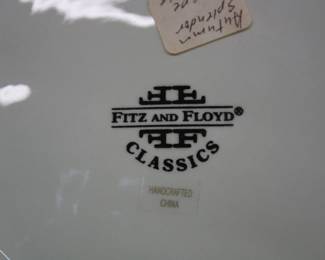 Autumn
Splendor
FITZ AND FLOYD®
CLASSICS
HANDCRAFTED
CHINA